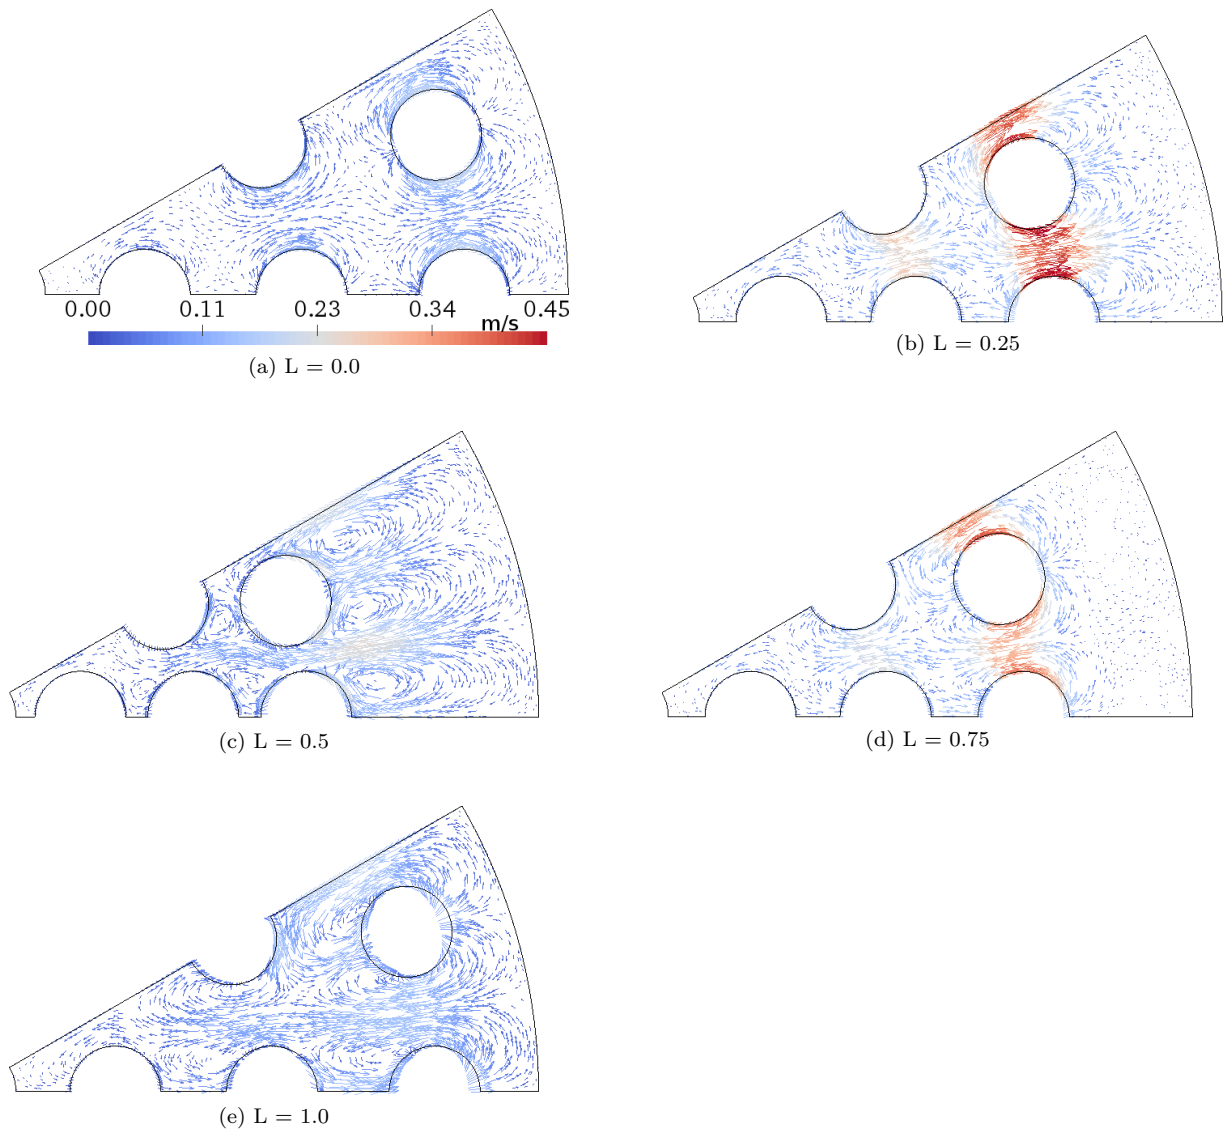 0.00 0.11 0.23 0.34 0.45
m/s
(a) L = 0.0
(b) L = 0.25
(c) L = 0.5
(d) L = 0.75
(e) L = 1.0